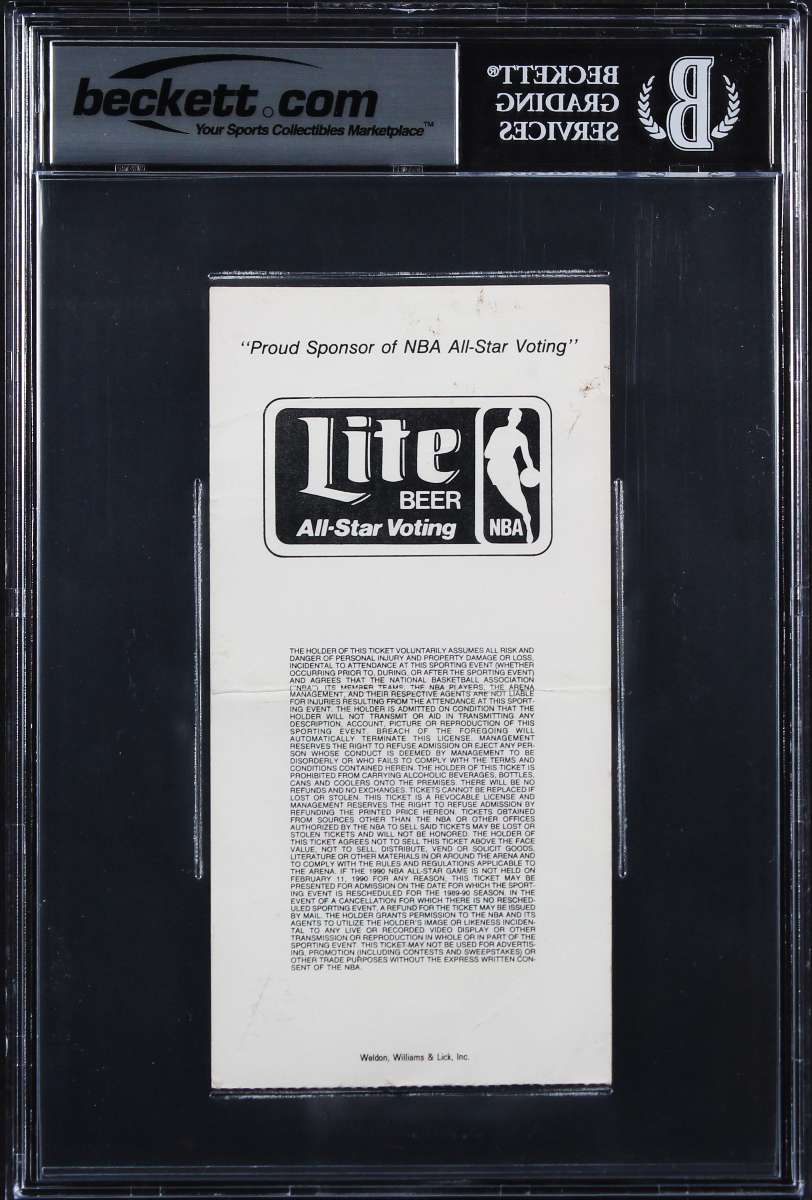 beckett.com
Your Sports Collectibles Marketplace™
BECKETT®
GRADING
SERVICES
B
"Proud Sponsor of NBA All-Star Voting"
Lite
BEER
All-Star Voting
NBA
THE HOLDER OF THIS TICKET VOLUNTARILY ASSUMES ALL RISK AND
DANGER OF PERSONAL INJURY AND PROPERTY DAMAGE OR LOSS,
INCIDENTAL TO ATTENDANCE AT THIS SPORTING EVENT (WHETHER
OCCURRING PRIOR TO, DURING, OR AFTER THE SPORTING EVENT)
AND AGREES THAT THE NATIONAL BASKETBALL ASSOCIATION
("NBA"), ITS MEMBER TEAMS, THE NBA PLAYERS, THE ARENA
MANAGEMENT, AND THEIR RESPECTIVE AGENTS ARE NOT LIABLE
FOR INJURIES RESULTING FROM THE ATTENDANCE AT THIS SPORT-
ING EVENT. THE HOLDER IS ADMITTED ON CONDITION THAT THE
HOLDER WILL NOT TRANSMIT OR AID IN TRANSMITTING ANY
DESCRIPTION, ACCOUNT, PICTURE OR REPRODUCTION OF THIS
SPORTING EVENT. BREACH OF THE FOREGOING WILL
AUTOMATICALLY TERMINATE THIS LICENSE. MANAGEMENT
RESERVES THE RIGHT TO REFUSE ADMISSION OR EJECT ANY PER-
SON WHOSE CONDUCT IS DEEMED BY MANAGEMENT TO BE
DISORDERLY OR WHO FAILS TO COMPLY WITH THE TERMS AND
CONDITIONS CONTAINED HEREIN. THE HOLDER OF THIS TICKET IS
PROHIBITED FROM CARRYING ALCOHOLIC BEVERAGES, BOTTLES,
CANS AND COOLERS ONTO THE PREMISES. THERE WILL BE NO
REFUNDS AND NO EXCHANGES. TICKETS CANNOT BE REPLACED IF
LOST OR STOLEN. THIS TICKET IS A REVOCABLE LICENSE AND
MANAGEMENT RESERVES THE RIGHT TO REFUSE ADMISSION BY
REFUNDING THE PRINTED PRICE HEREON. TICKETS OBTAINED
FROM SOURCES OTHER THAN THE NBA OR OTHER OFFICES
AUTHORIZED BY THE NBA TO SELL SAID TICKETS MAY BE LOST OR
STOLEN TICKETS AND WILL NOT BE HONORED. THE HOLDER OF
THIS TICKET AGREES NOT TO SELL THIS TICKET ABOVE THE FACE
VALUE, NOT TO SELL, DISTRIBUTE, VEND OR SOLICIT GOODS,
LITERATURE OR OTHER MATERIALS IN OR AROUND THE ARENA AND
TO COMPLY WITH THE RULES AND REGULATIONS APPLICABLE TO
THE ARENA. IF THE 1990 NBA ALL-STAR GAME IS NOT HELD ON
FEBRUARY 11, 1990 FOR ANY REASON, THIS TICKET MAY BE
PRESENTED FOR ADMISSION ON THE DATE FOR WHICH THE SPORT-
ING EVENT IS RESCHEDULED FOR THE 1989-90 SEASON. IN THE
EVENT OF A CANCELLATION FOR WHICH THERE IS NO RESCHED-
ULED SPORTING EVENT, A REFUND FOR THE TICKET MAY BE ISSUED
BY MAIL. THE HOLDER GRANTS PERMISSION TO THE NBA AND ITS
AGENTS TO UTILIZE THE HOLDER'S IMAGE OR LIKENESS INCIDEN-
TAL TO ANY LIVE OR RECORDED VIDEO DISPLAY OR OTHER
TRANSMISSION OR REPRODUCTION IN WHOLE OR IN PART OF THE
SPORTING EVENT. THIS TICKET MAY NOT BE USED FOR ADVERTIS-
ING, PROMOTION (INCLUDING CONTESTS AND SWEEPSTAKES) OR
OTHER TRADE PURPOSES WITHOUT THE EXPRESS WRITTEN CON-
SENT OF THE NBA.
Weldon, Williams & Lick, Inc.